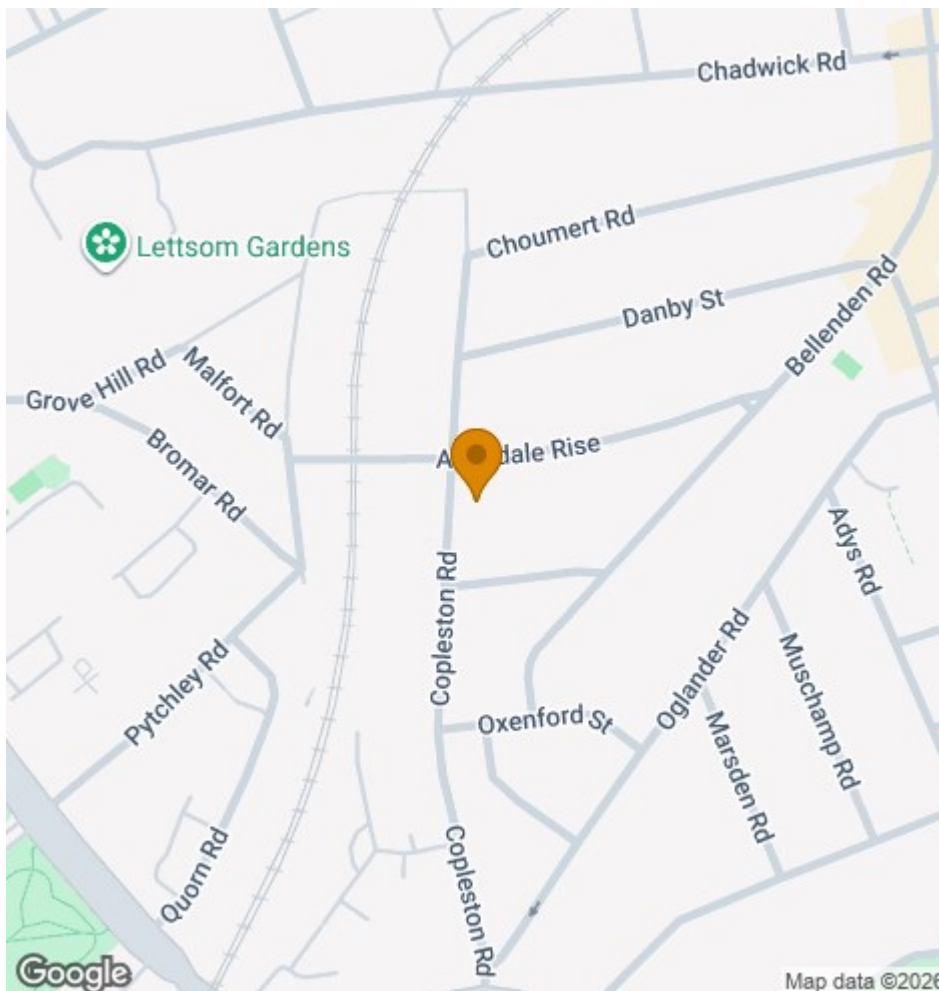 Chadwick Rd
Choumert Rd
Lettsom Gardens
Danby St
Bellenden Rd
Malfort Rd
Grove Hill Rd
Bromar Rd
dale Rise
Adys Rd
Copleston Rd
Pytchley Rd
Oglander Rd
Muschamp Rd
Oxenford St
Marsden Rd
Quorn Rd
Copleston Rd
Google
Map data ©2026